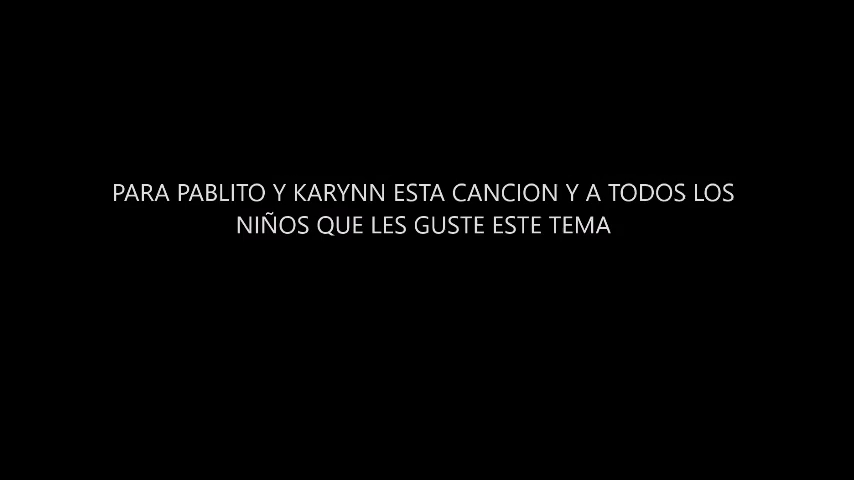 PARA PABLITO Y KARYNN ESTA CANCION Y A TODOS LOS
NIÑOS QUE LES GUSTE ESTE TEMA